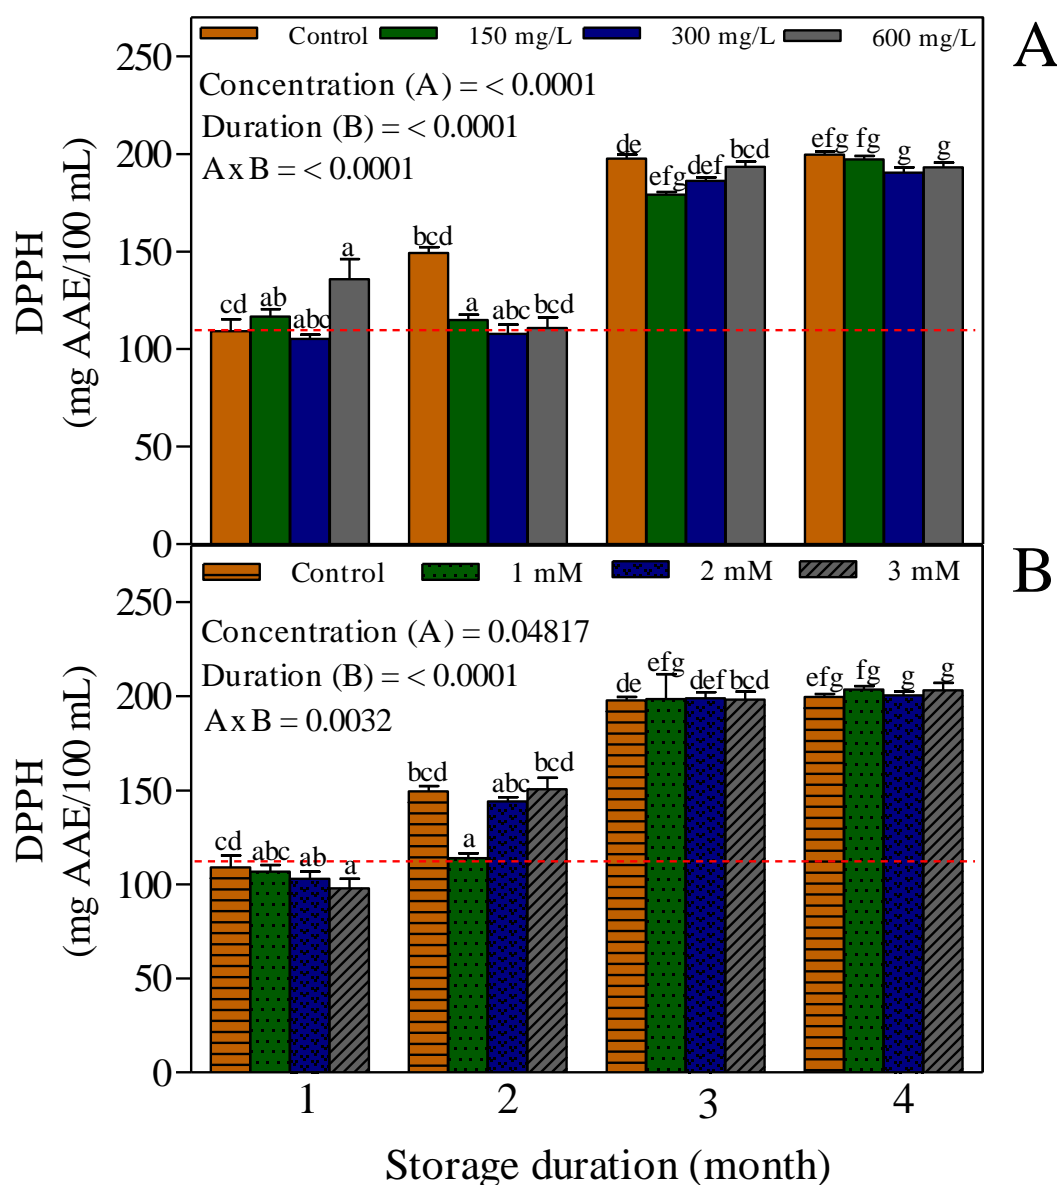 A
Control 150 mg/L 300 mg/L 600 mg/L
250
200
150
100
50
0
DPPH
(mg AAE/100 mL)
Concentration (A) = < 0.0001
Duration (B) = < 0.0001
A x B = < 0.0001
cd ab abc a
bcd a abc bcd
de efg def bcd
efg fg g g
B
Control 1 mM 2 mM 3 mM
250
200
150
100
50
0
DPPH
(mg AAE/100 mL)
Concentration (A) = 0.04817
Duration (B) = < 0.0001
A x B = 0.0032
cd abc ab a
bcd a abc bcd
de efg def bcd
efg fg g g
1 2 3 4
Storage duration (month)